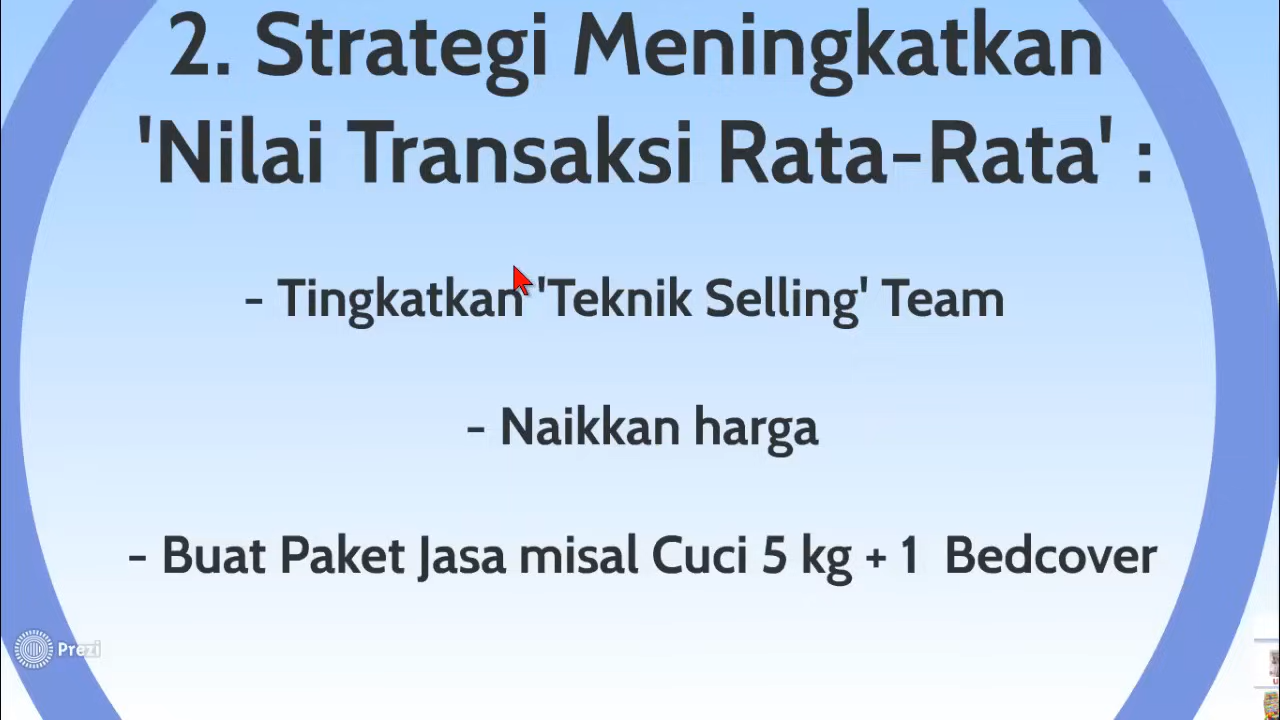 2. Strategi Meningkatkan
'Nilai Transaksi Rata-Rata' :
- Tingkatkan 'Teknik Selling' Team
- Naikkan harga
- Buat Paket Jasa misal Cuci 5 kg + 1 Bedcover
Prezi